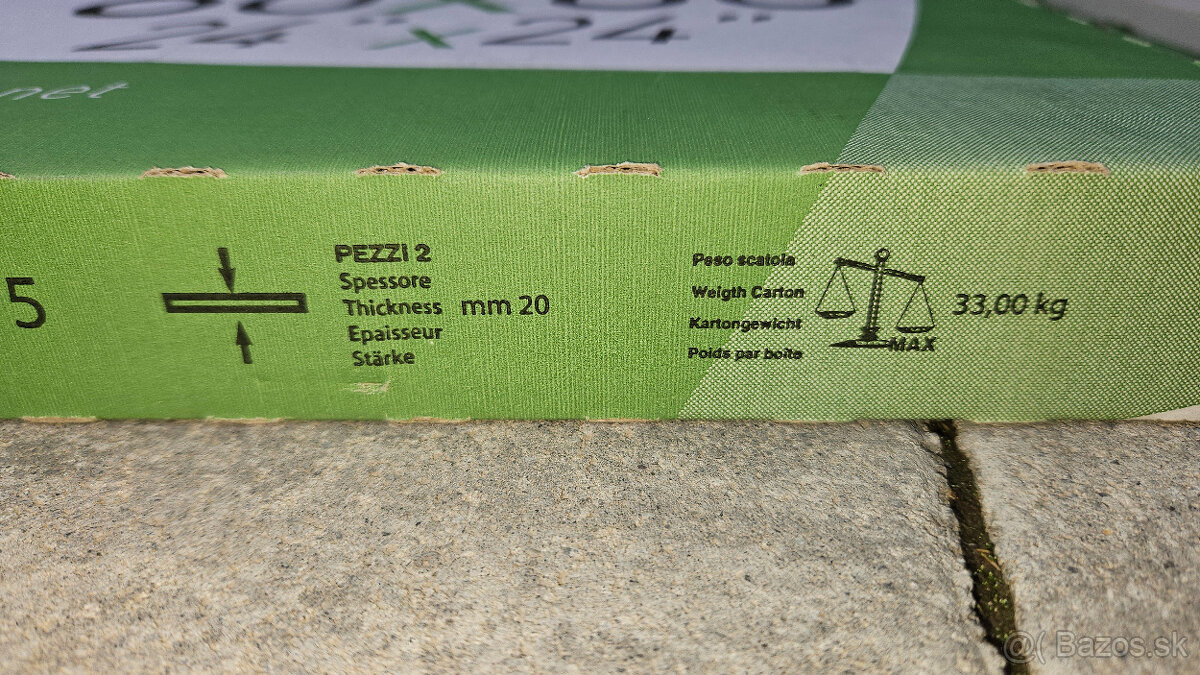 24"x24"
net
5
PEZZI 2
Spessore
Thickness mm 20
Epaisseur
Stärke
Peso scatola
Weigth Carton
Kartongewicht
Poids par boîte
MAX
33,00 kg
@( Bazos.sk